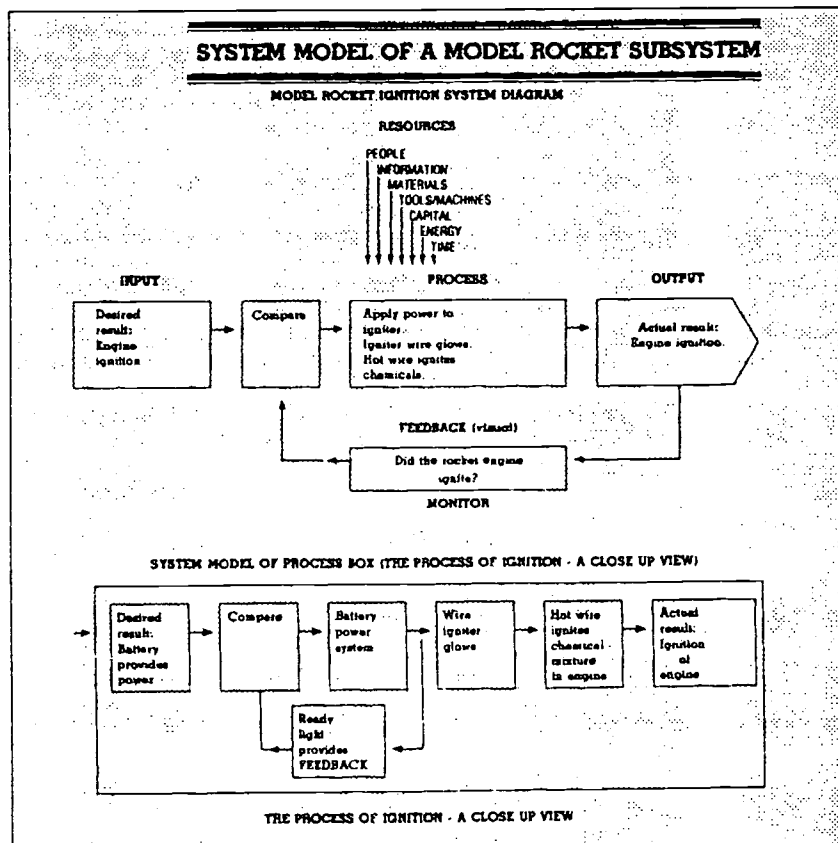 SYSTEM MODEL OF A MODEL ROCKET SUBSYSTEM
MODEL ROCKET IGNITION SYSTEM DIAGRAM
RESOURCES
PEOPLE
INFORMATION
MATERIALS
TOOLS/MACHINES
CAPITAL
ENERGY
TIME
INPUT
PROCESS
OUTPUT
Desired
result:
Engine
ignition
Compare
Apply power to
igniter.
Igniter wire glows.
Hot wire ignites
chemicals.
Actual result:
Engine ignition.
FEEDBACK (visual)
Did the rocket engine
ignite?
MONITOR
SYSTEM MODEL OF PROCESS BOX (THE PROCESS OF IGNITION - A CLOSE UP VIEW)
Desired
result:
Battery
provides
power
Compare
Battery
power
system
Wire
igniter
glows
Hot wire
ignites
chemical
mixture
in engine
Actual
result:
Ignition
of
engine
Ready
light
provides
FEEDBACK
THE PROCESS OF IGNITION - A CLOSE UP VIEW